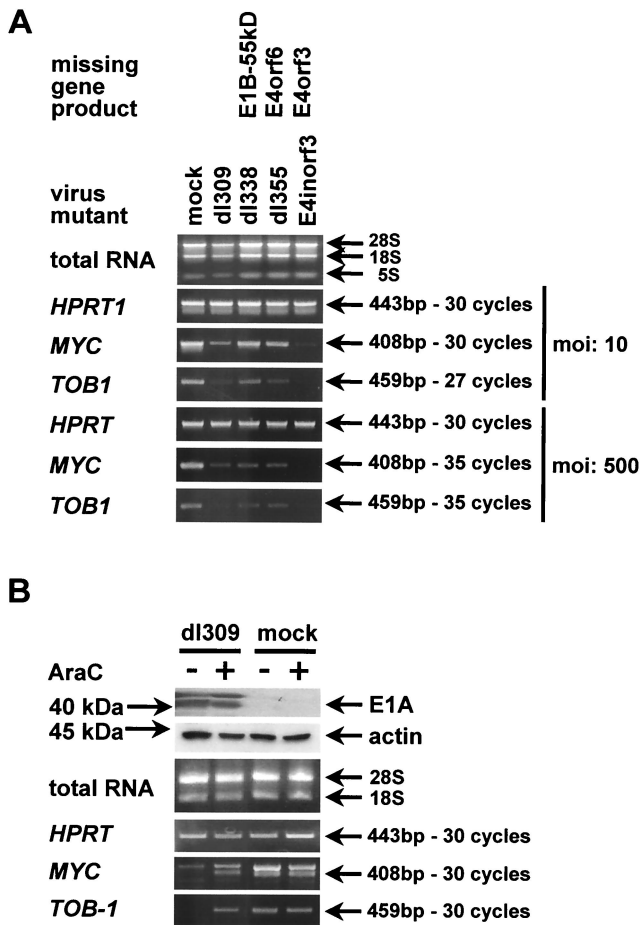 A
missing gene product
E1B-55kD
E4orf6
E4orf3
virus mutant
mock
dl309
dl338
dl355
E4inorf3
total RNA
28S
18S
5S
HPRT1
443bp - 30 cycles
MYC
408bp - 30 cycles
moi: 10
TOB1
459bp - 27 cycles
HPRT
443bp - 30 cycles
MYC
408bp - 35 cycles
moi: 500
TOB1
459bp - 35 cycles
B
dl309 mock
AraC - + - +
40 kDa
E1A
45 kDa
actin
total RNA
28S
18S
HPRT
443bp - 30 cycles
MYC
408bp - 30 cycles
TOB-1
459bp - 30 cycles